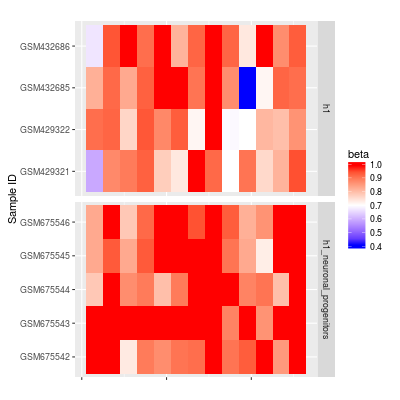 GSM432686
GSM432685
GSM429322
GSM429321
GSM675546
GSM675545
GSM675544
GSM675543
GSM675542
Sample ID
h1
h1_neuronal_progenitors
beta
1.0
0.9
0.8
0.7
0.6
0.5
0.4